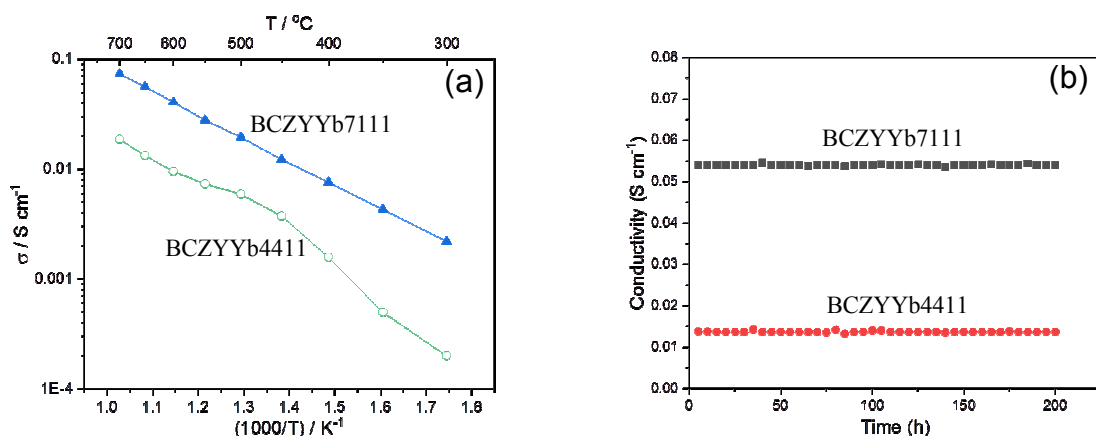 T / ºC
700 600 500 400 300
(a)
0.1
0.01
0.001
1E-4
σ / S cm⁻¹
BCZYYb7111
BCZYYb4411
1.0 1.1 1.2 1.3 1.4 1.5 1.6 1.7 1.8
(1000/T) / K⁻¹
(b)
0.08
0.07
0.06
0.05
0.04
0.03
0.02
0.01
0.00
Conductivity (S cm⁻¹)
BCZYYb7111
BCZYYb4411
0 50 100 150 200
Time (h)